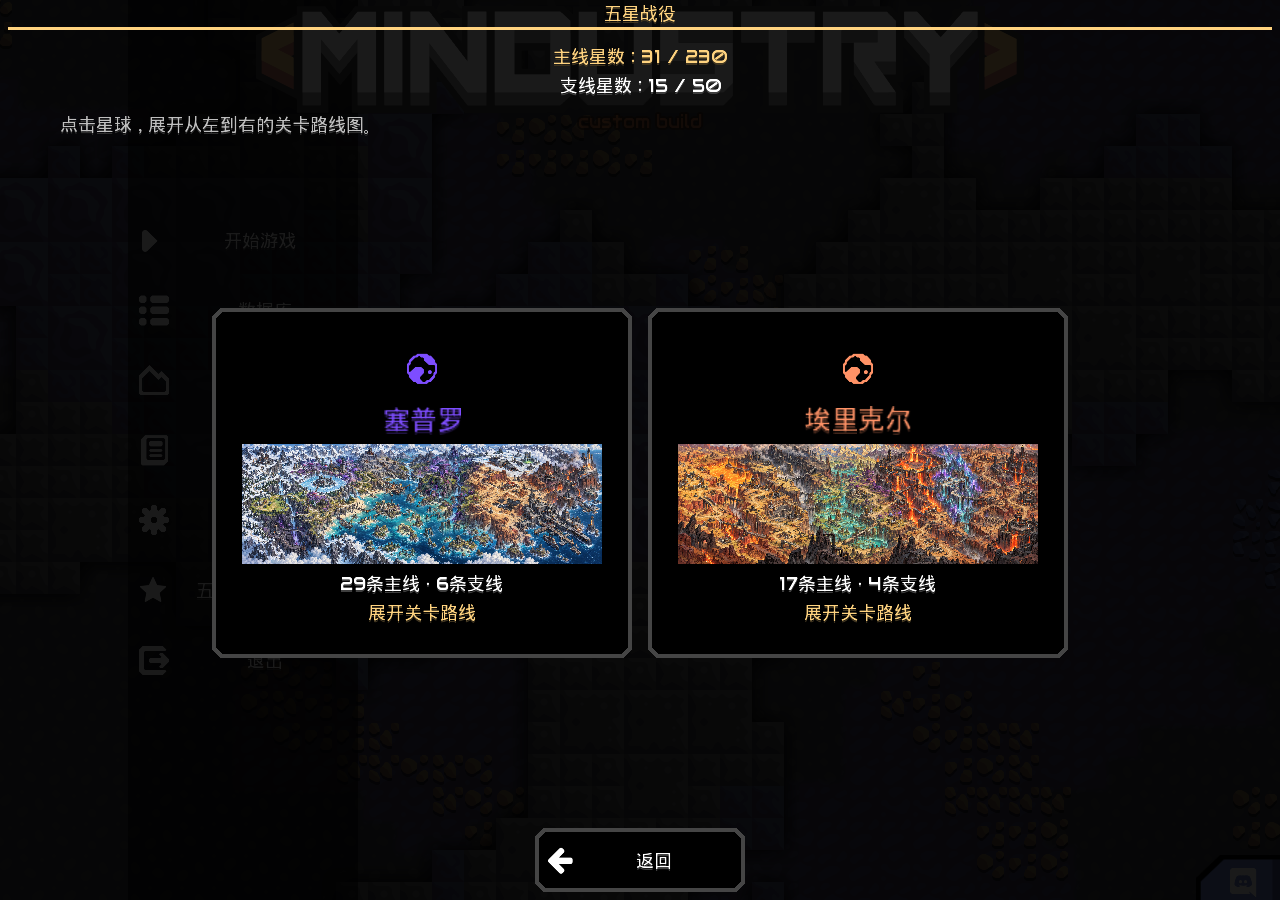 五星战役
MINDUSTRY
主线星数：31 / 230
支线星数：15 / 50
custom build
点击星球，展开从左到右的关卡路线图。
开始游戏
数据库
塞普罗
29条主线 · 6条支线
展开关卡路线
埃里克尔
17条主线 · 4条支线
展开关卡路线
五
退出
返回